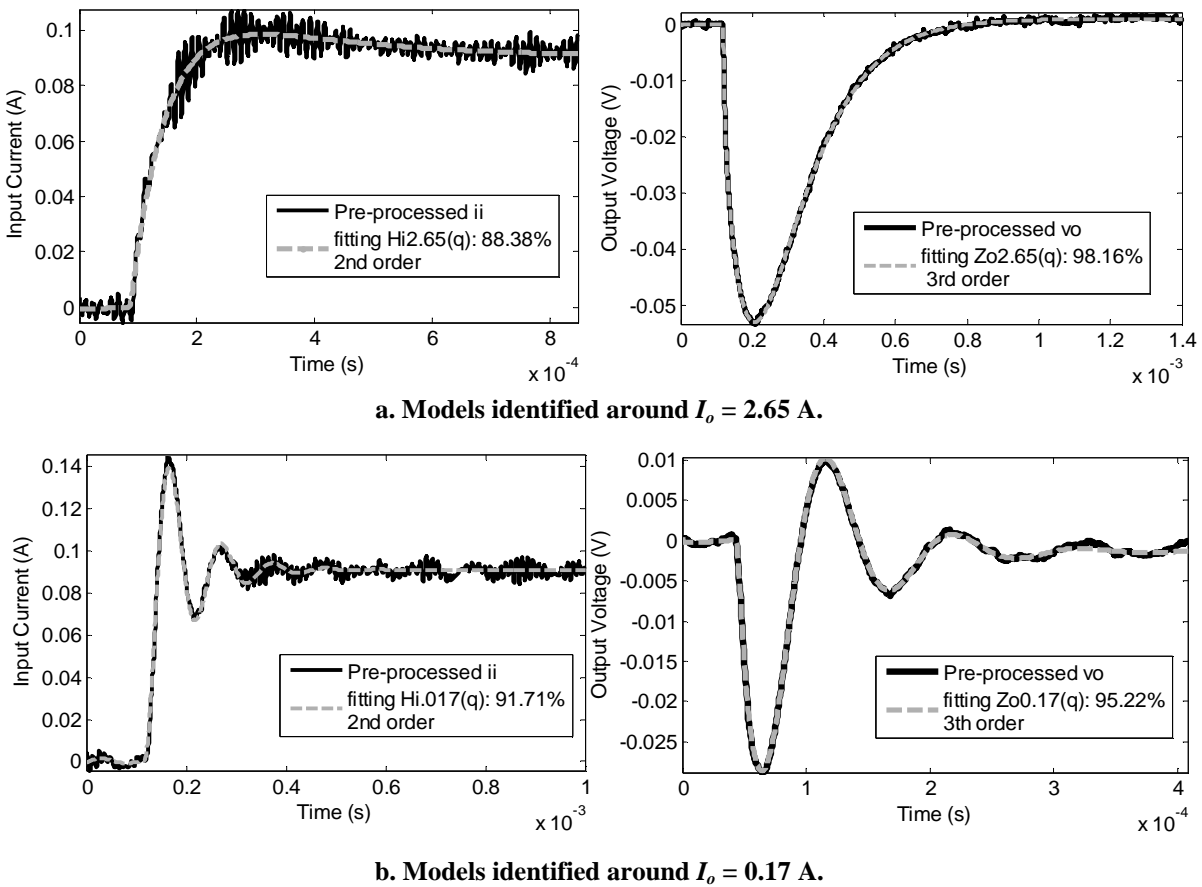 0.1
0.08
0.06
0.04
0.02
0
Input Current (A)
0 2 4 6 8
Time (s)
x 10-4
Pre-processed ii
fitting Hi2.65(q): 88.38%
2nd order
0
-0.01
-0.02
-0.03
-0.04
-0.05
Output Voltage (V)
0 0.2 0.4 0.6 0.8 1 1.2 1.4
Time (s)
x 10-3
Pre-processed vo
fitting Zo2.65(q): 98.16%
3rd order
a. Models identified around Io = 2.65 A.
0.14
0.12
0.1
0.08
0.06
0.04
0.02
0
Input Current (A)
0 0.2 0.4 0.6 0.8 1
Time (s)
x 10-3
Pre-processed ii
fitting Hi.017(q): 91.71%
2nd order
0.01
0.005
0
-0.005
-0.01
-0.015
-0.02
-0.025
Output Voltage (V)
0 1 2 3 4
Time (s)
x 10-4
Pre-processed vo
fitting Zo0.17(q): 95.22%
3th order
b. Models identified around Io = 0.17 A.